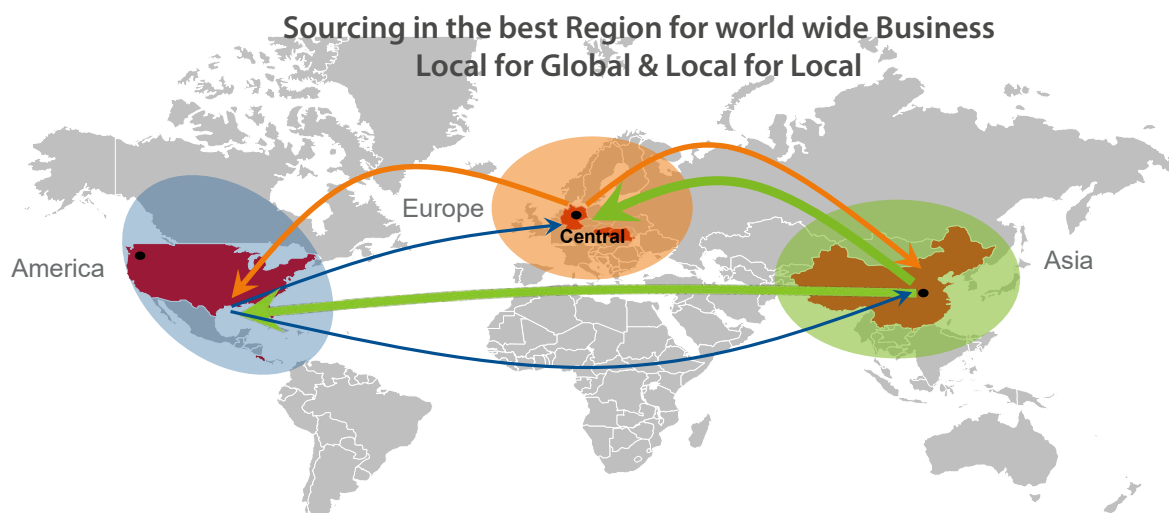 Sourcing in the best Region for world wide Business
Local for Global & Local for Local
Europe
Central
America
Asia